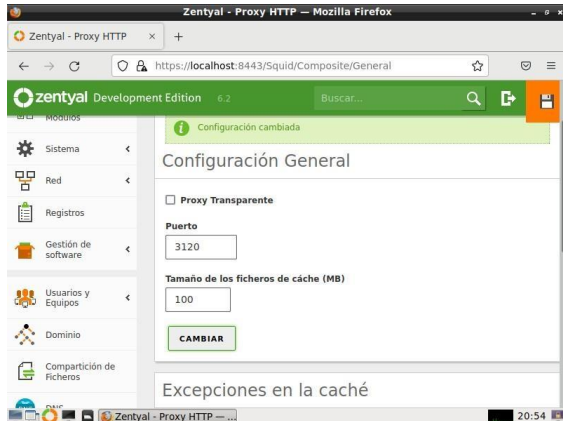 Zentyal - Proxy HTTP — Mozilla Firefox
Zentyal - Proxy HTTP × +
https://localhost:8443/Squid/Composite/General
zentyal Development Edition 6.2 Buscar...
Módulos
Configuración cambiada
Sistema
Configuración General
Red
Proxy Transparente
Registros
Puerto
3120
Gestión de
software
Tamaño de los ficheros de cáche (MB)
100
Usuarios y
Equipos
CAMBIAR
Dominio
Compartición de
Ficheros
Excepciones en la caché
DNS
Zentyal - Proxy HTTP — ...
20:54